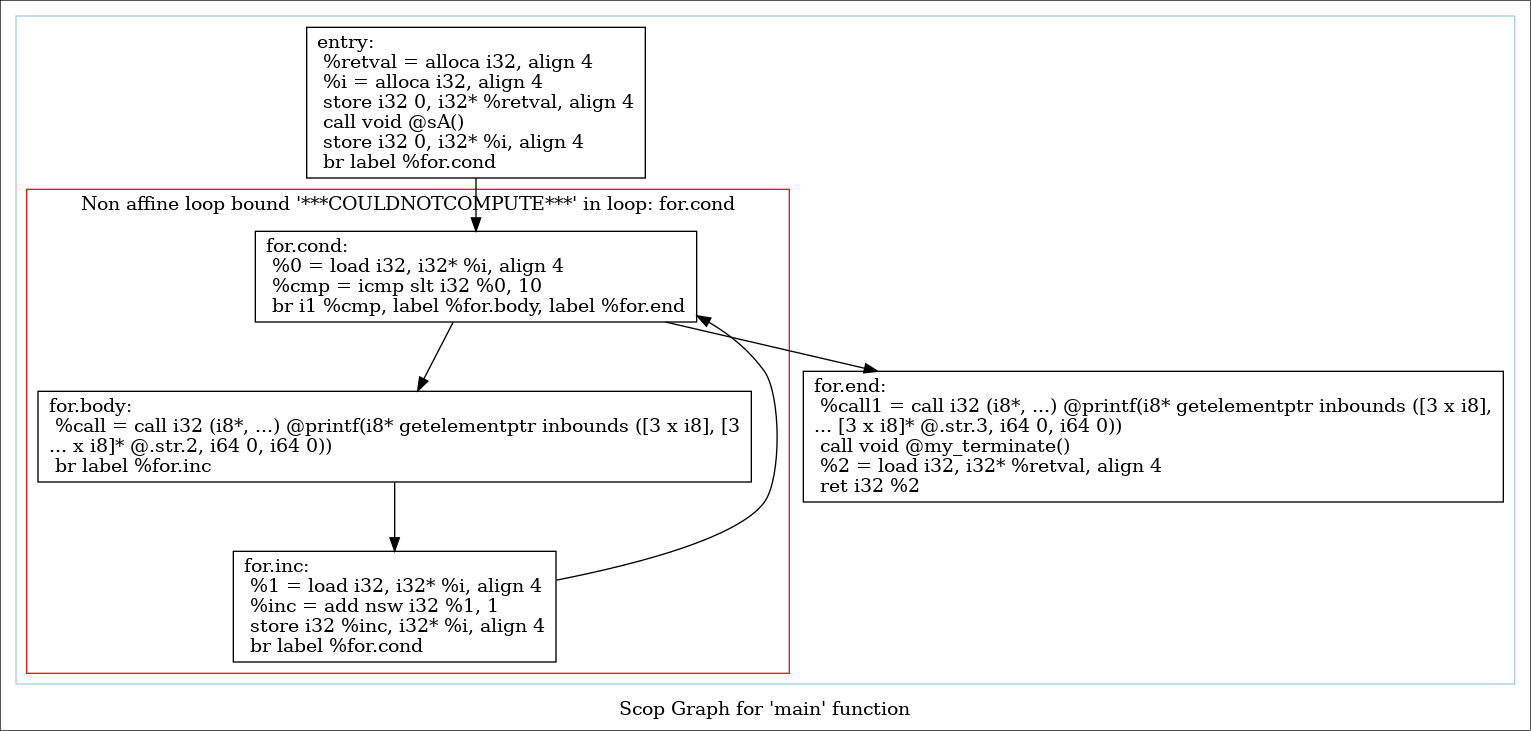 entry:
%retval = alloca i32, align 4
%i = alloca i32, align 4
store i32 0, i32* %retval, align 4
call void @sA()
store i32 0, i32* %i, align 4
br label %for.cond
Non affine loop bound '***COULDNOTCOMPUTE***' in loop: for.cond
for.cond:
%0 = load i32, i32* %i, align 4
%cmp = icmp slt i32 %0, 10
br i1 %cmp, label %for.body, label %for.end
for.body:
%call = call i32 (i8*, ...) @printf(i8* getelementptr inbounds ([3 x i8], [3
... x i8]* @.str.2, i64 0, i64 0))
br label %for.inc
for.end:
%call1 = call i32 (i8*, ...) @printf(i8* getelementptr inbounds ([3 x i8],
... [3 x i8]* @.str.3, i64 0, i64 0))
call void @my_terminate()
%2 = load i32, i32* %retval, align 4
ret i32 %2
for.inc:
%1 = load i32, i32* %i, align 4
%inc = add nsw i32 %1, 1
store i32 %inc, i32* %i, align 4
br label %for.cond
Scop Graph for 'main' function